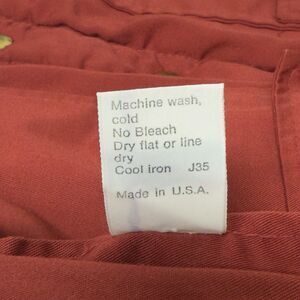 Machine wash,
cold
No Bleach
Dry flat or line
dry
Cool iron J35
Made in U.S.A.